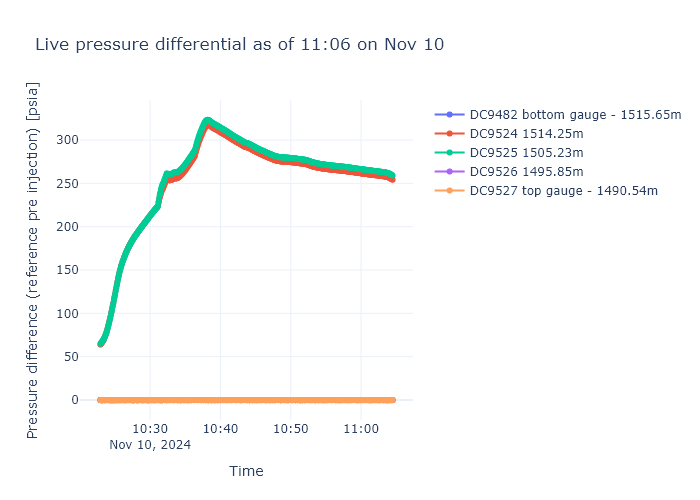 Live pressure differential as of 11:06 on Nov 10
Pressure difference (reference pre injection) [psia]
300
250
200
150
100
50
0
10:30
10:40
10:50
11:00
Nov 10, 2024
Time
DC9482 bottom gauge - 1515.65m
DC9524 1514.25m
DC9525 1505.23m
DC9526 1495.85m
DC9527 top gauge - 1490.54m